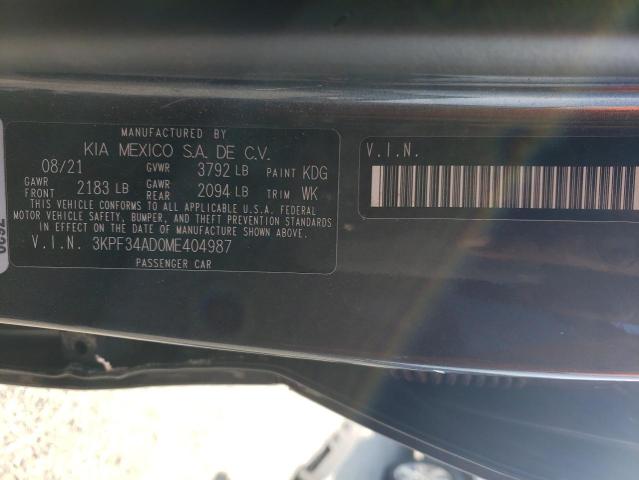 MANUFACTURED BY
KIA MEXICO S.A. DE C.V.
08/21 GVWR 3792 LB PAINT KDG
GAWR FRONT 2183 LB GAWR REAR 2094 LB TRIM WK
THIS VEHICLE CONFORMS TO ALL APPLICABLE U.S.A. FEDERAL
MOTOR VEHICLE SAFETY, BUMPER, AND THEFT PREVENTION STANDARDS
IN EFFECT ON THE DATE OF MANUFACTURE SHOWN ABOVE
V.I.N. 3KPF34AD0ME404987
PASSENGER CAR
V.I.N.